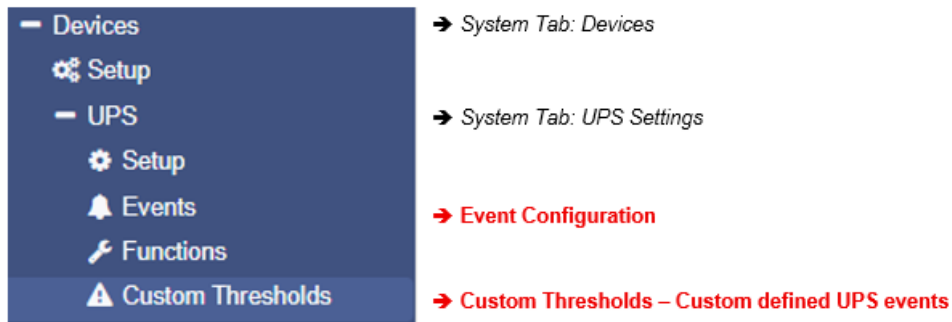 Devices → System Tab: Devices
Setup
UPS → System Tab: UPS Settings
Setup
Events → Event Configuration
Functions
Custom Thresholds → Custom Thresholds – Custom defined UPS events